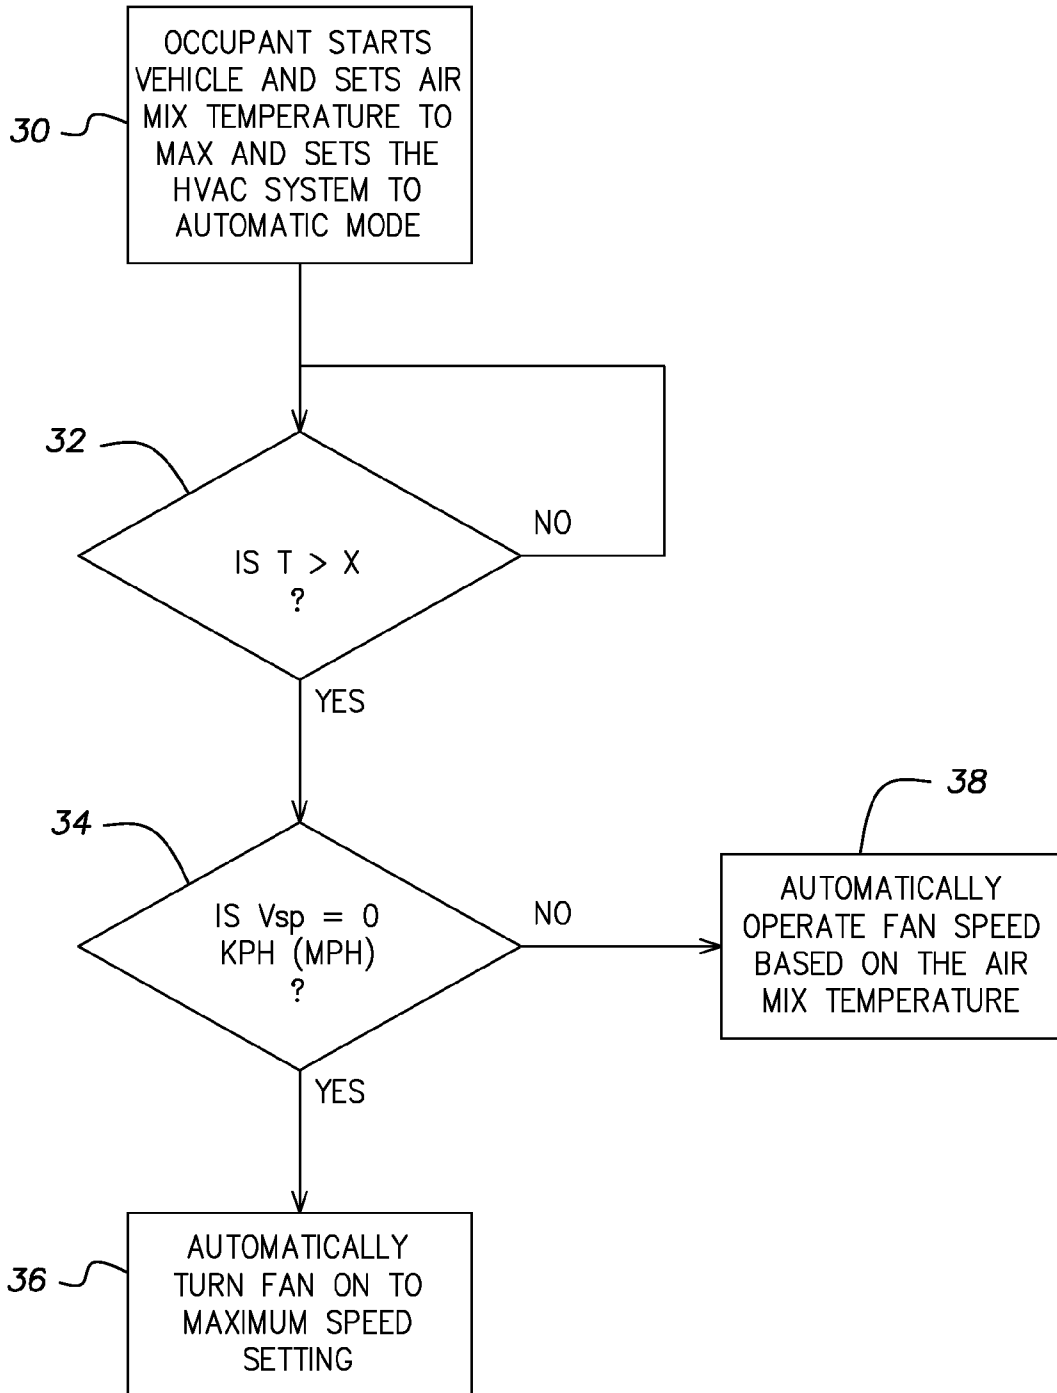 OCCUPANT STARTS
VEHICLE AND SETS AIR
MIX TEMPERATURE TO
MAX AND SETS THE
HVAC SYSTEM TO
AUTOMATIC MODE
30
32
NO
IS T > X
?
YES
34
38
IS Vsp = 0
KPH (MPH)
?
NO
AUTOMATICALLY
OPERATE FAN SPEED
BASED ON THE AIR
MIX TEMPERATURE
YES
36
AUTOMATICALLY
TURN FAN ON TO
MAXIMUM SPEED
SETTING